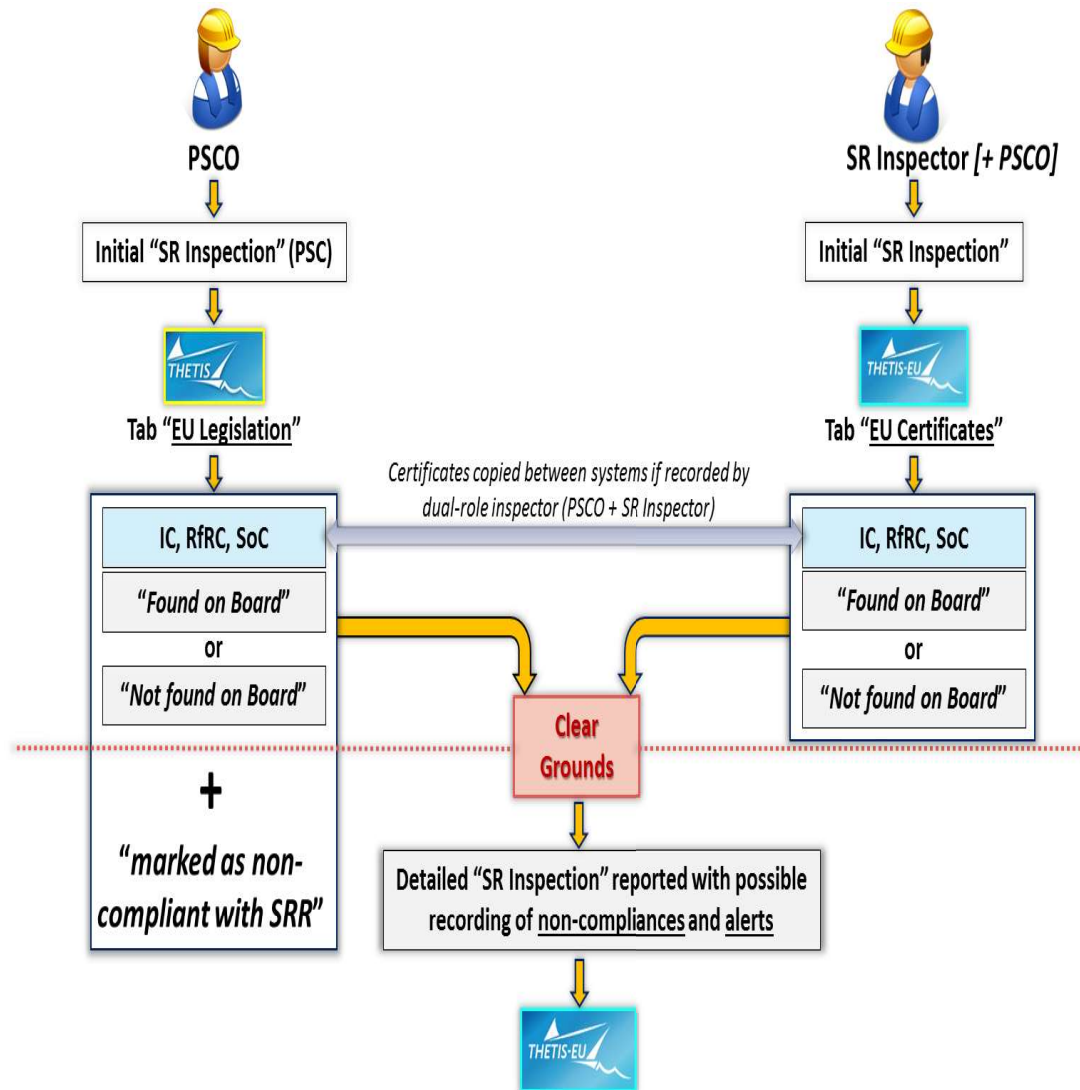 PSCO
Initial “SR Inspection” (PSC)
THETIS
Tab “EU Legislation”
IC, RfRC, SoC
“Found on Board”
or
“Not found on Board”
+
“marked as non-
compliant with SRR”
SR Inspector [+ PSCO]
Initial “SR Inspection”
THETIS-EU
Tab “EU Certificates”
IC, RfRC, SoC
“Found on Board”
or
“Not found on Board”
Certificates copied between systems if recorded by
dual-role inspector (PSCO + SR Inspector)
Clear
Grounds
Detailed “SR Inspection” reported with possible
recording of non-compliances and alerts
THETIS-EU